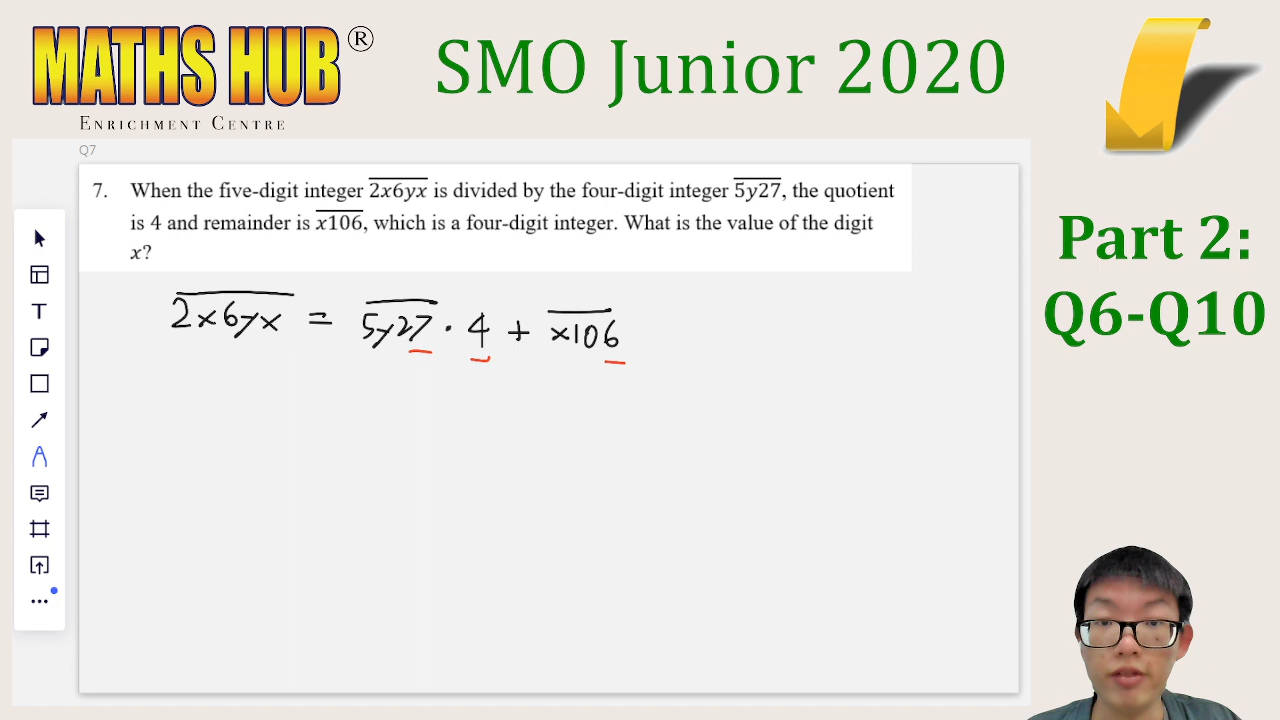 MATHS HUB®
ENRICHMENT CENTRE
SMO Junior 2020
Q7
7. When the five-digit integer \overline{2x6yx} is divided by the four-digit integer \overline{5y27}, the quotient
is 4 and remainder is \overline{x106}, which is a four-digit integer. What is the value of the digit
x?
\overline{2x6yx} = \overline{5y27} · 4 + \overline{x106}
T
Part 2:
Q6-Q10